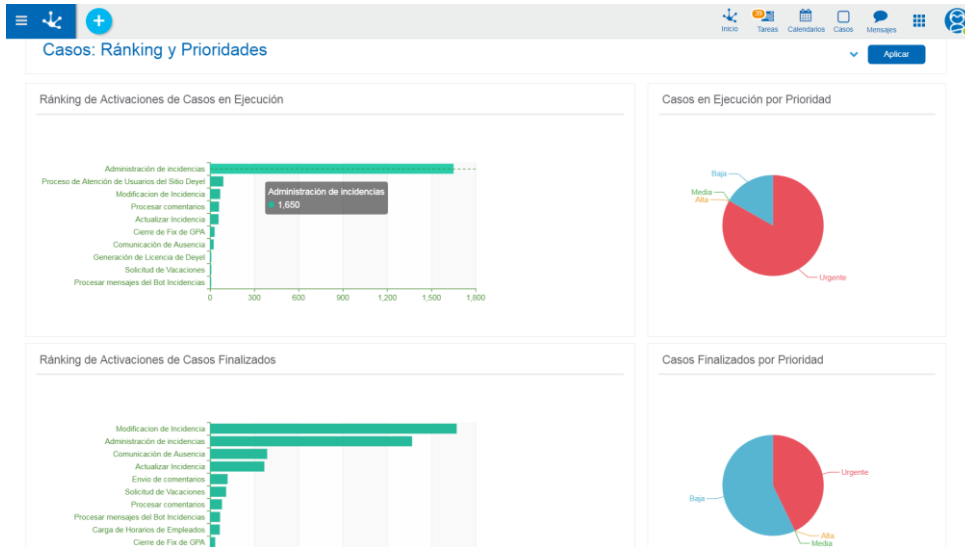 Inicio
Tareas
Calendarios
Casos
Mensajes
Casos: Ránking y Prioridades
Aplicar
Ránking de Activaciones de Casos en Ejecución
Administración de incidencias
Proceso de Atención de Usuarios del Sitio Deyel
Modificacion de Incidencia
Procesar comentarios
Actualizar Incidencia
Cierre de Fix de GPA
Comunicación de Ausencia
Generación de Licencia de Deyel
Solicitud de Vacaciones
Procesar mensajes del Bot Incidencias
0 300 600 900 1,200 1,500 1,800
Administración de incidencias
1,650
Casos en Ejecución por Prioridad
Baja
Media
Alta
Urgente
Ránking de Activaciones de Casos Finalizados
Modificacion de Incidencia
Administración de incidencias
Comunicación de Ausencia
Actualizar Incidencia
Envio de comentarios
Solicitud de Vacaciones
Procesar comentarios
Procesar mensajes del Bot Incidencias
Carga de Horarios de Empleados
Cierre de Fix de GPA
Casos Finalizados por Prioridad
Urgente
Baja
Alta
Media